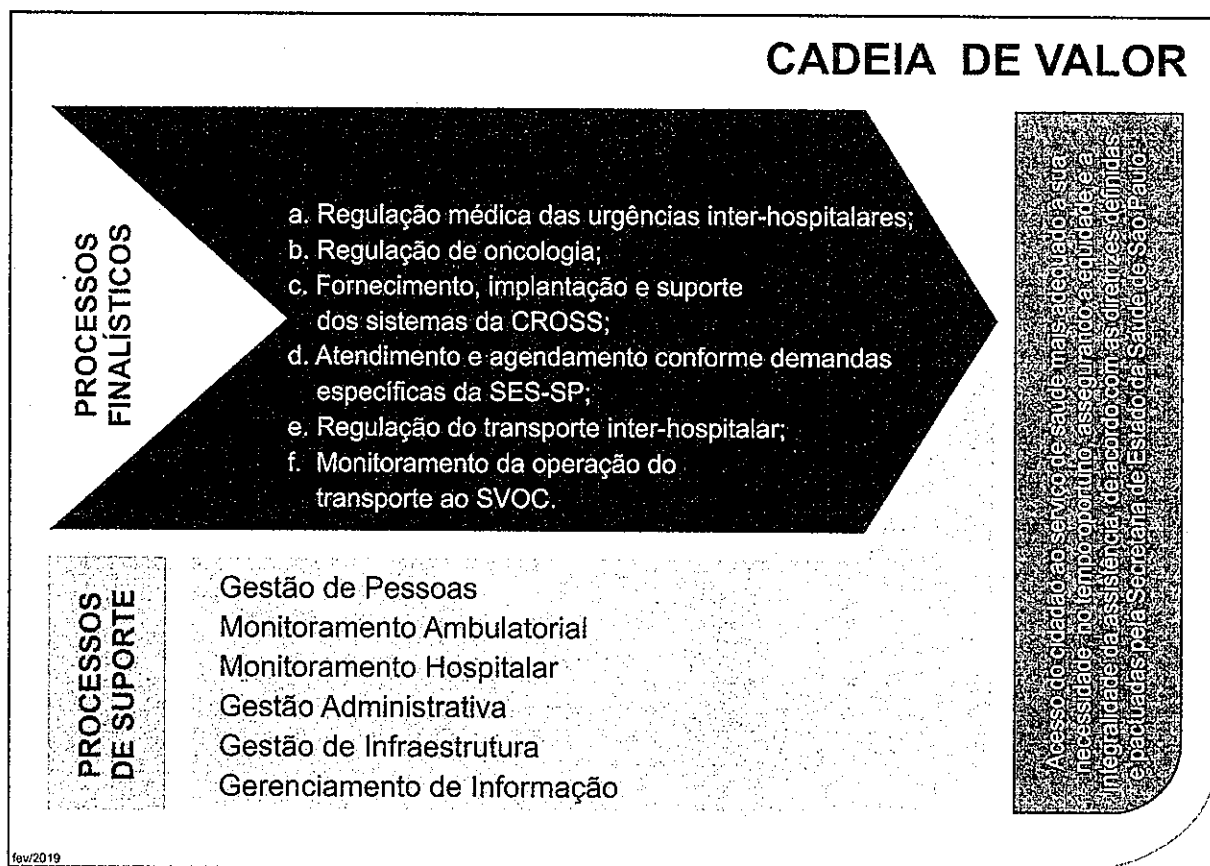 CADEIA DE VALOR
PROCESSOS
FINALÍSTICOS
a. Regulação médica das urgências inter-hospitalares;
b. Regulação de oncologia;
c. Fornecimento, implantação e suporte
dos sistemas da CROSS;
d. Atendimento e agendamento conforme demandas
específicas da SES-SP;
e. Regulação do transporte inter-hospitalar;
f. Monitoramento da operação do
transporte ao SVOC.
PROCESSOS
DE SUPORTE
Gestão de Pessoas
Monitoramento Ambulatorial
Monitoramento Hospitalar
Gestão Administrativa
Gestão de Infraestrutura
Gerenciamento de Informação
Acesso do cidadão ao serviço de saúde mais adequado à sua
necessidade, no tempo oportuno, assegurando a equidade e a
integralidade da assistência, de acordo com as diretrizes definidas
e pactuadas pela Secretaria de Estado da Saúde de São Paulo.
fev/2019